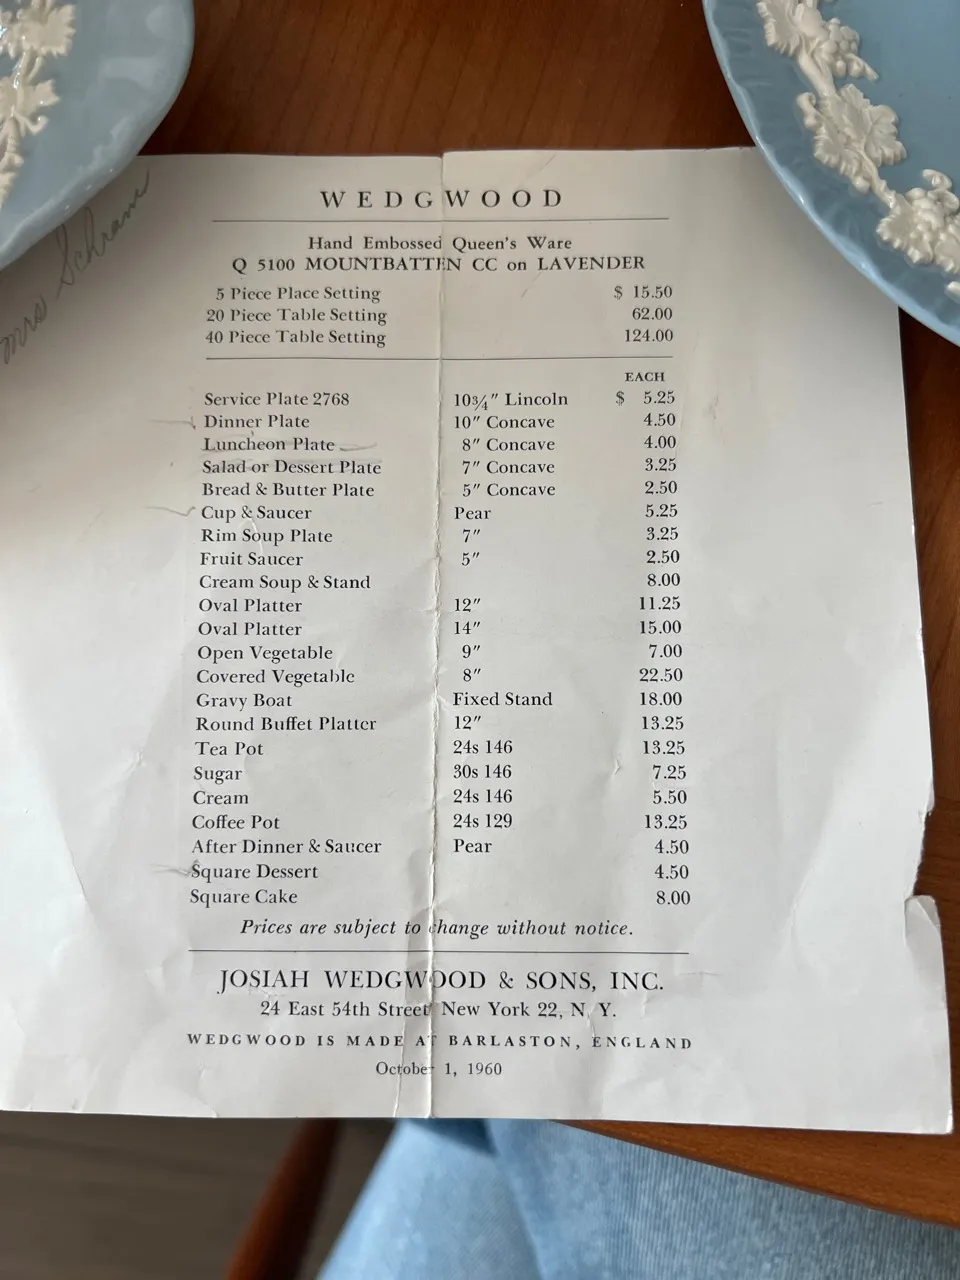 WEDGWOOD
Mrs Schram
Hand Embossed Queen's Ware
Q 5100 MOUNTBATTEN CC on LAVENDER
5 Piece Place Setting $ 15.50
20 Piece Table Setting 62.00
40 Piece Table Setting 124.00
EACH
Service Plate 2768 10¾" Lincoln $ 5.25
Dinner Plate 10" Concave 4.50
Luncheon Plate 8" Concave 4.00
Salad or Dessert Plate 7" Concave 3.25
Bread & Butter Plate 5" Concave 2.50
Cup & Saucer Pear 5.25
Rim Soup Plate 7" 3.25
Fruit Saucer 5" 2.50
Cream Soup & Stand 8.00
Oval Platter 12" 11.25
Oval Platter 14" 15.00
Open Vegetable 9" 7.00
Covered Vegetable 8" 22.50
Gravy Boat Fixed Stand 18.00
Round Buffet Platter 12" 13.25
Tea Pot 24s 146 13.25
Sugar 30s 146 7.25
Cream 24s 146 5.50
Coffee Pot 24s 129 13.25
After Dinner & Saucer Pear 4.50
Square Dessert 4.50
Square Cake 8.00
Prices are subject to change without notice.
JOSIAH WEDGWOOD & SONS, INC.
24 East 54th Street New York 22, N. Y.
WEDGWOOD IS MADE AT BARLASTON, ENGLAND
October 1, 1960